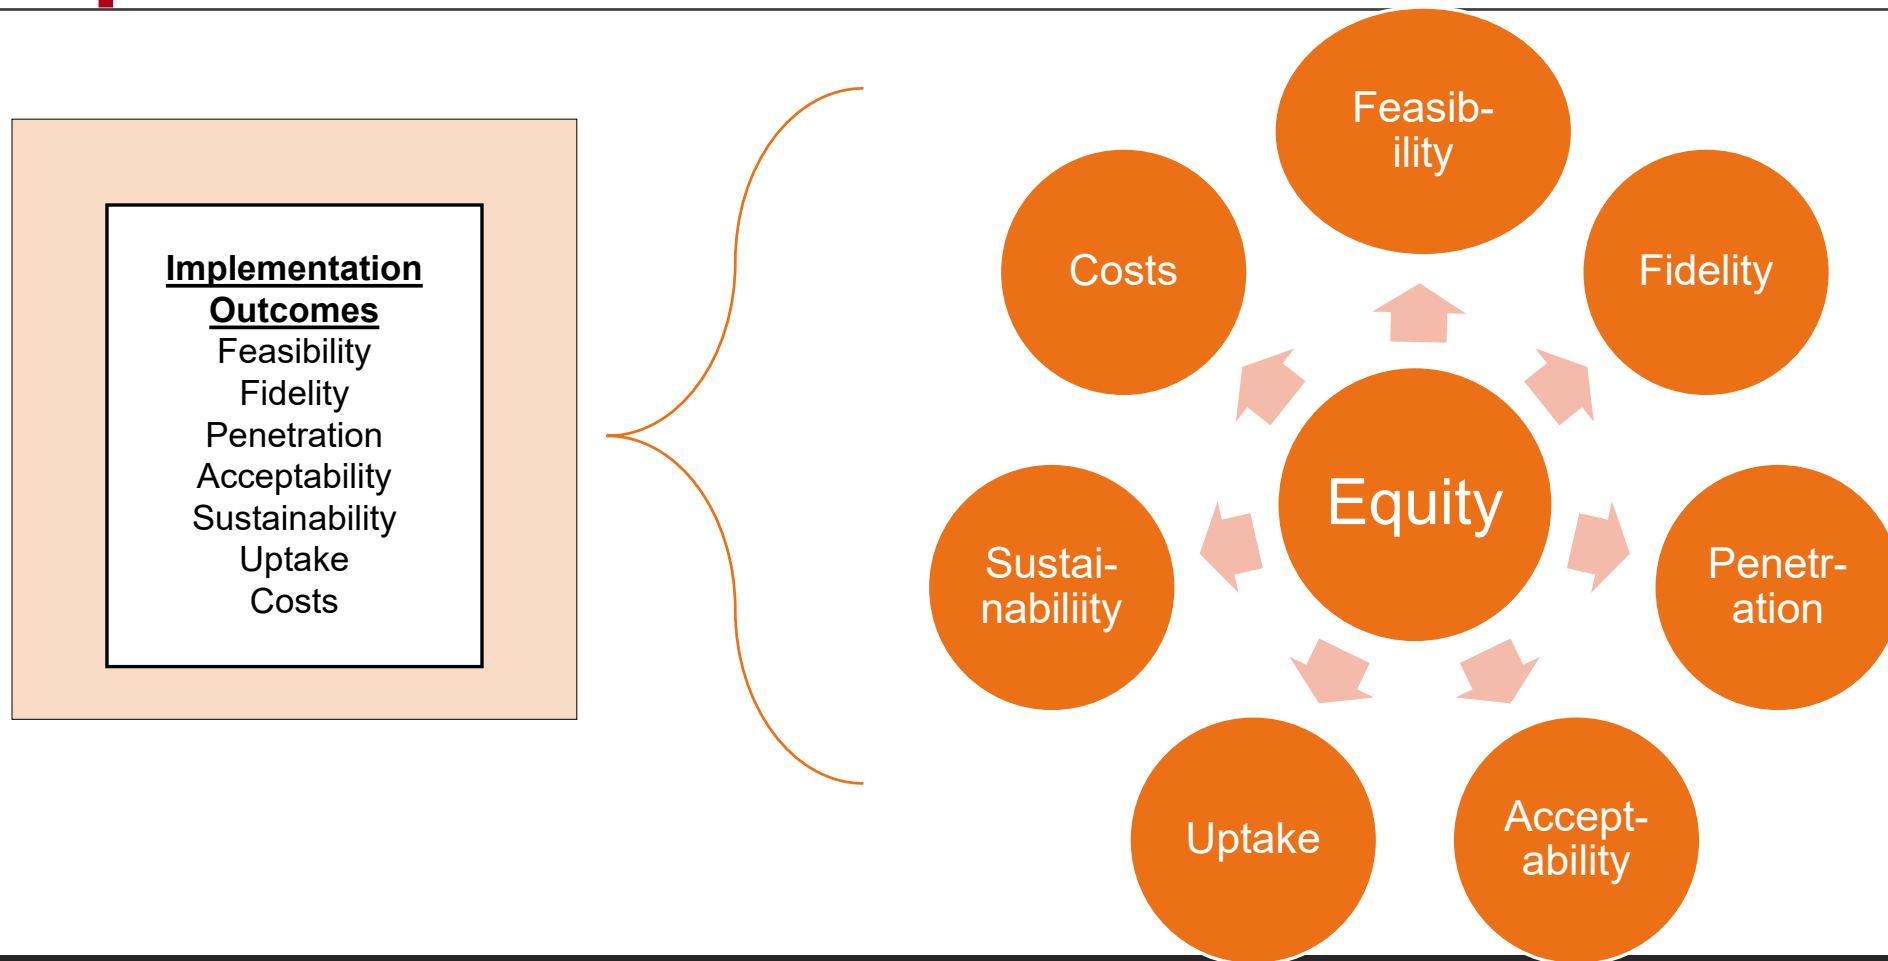 Implementation
Outcomes
Feasibility
Fidelity
Penetration
Acceptability
Sustainability
Uptake
Costs
Feasib-
ility
Fidelity
Penetr-
ation
Accept-
ability
Uptake
Sustai-
nabiliity
Costs
Equity